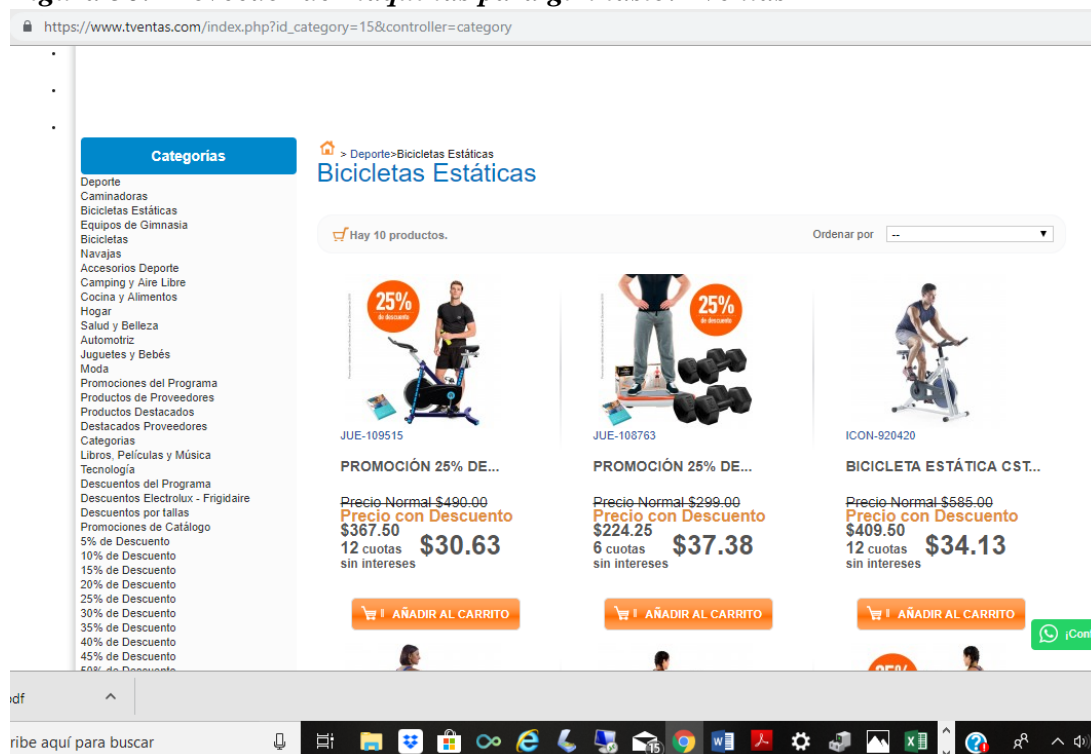 https://www.tventas.com/index.php?id_category=15&controller=category
Categorias
Deporte
Caminadoras
Bicicletas Estáticas
Equipos de Gimnasia
Bicicletas
Navajas
Accesorios Deporte
Camping y Aire Libre
Cocina y Alimentos
Hogar
Salud y Belleza
Automotriz
Juguetes y Bebés
Moda
Promociones del Programa
Productos de Proveedores
Productos Destacados
Destacados Proveedores
Categorias
Libros, Películas y Música
Tecnología
Descuentos del Programa
Descuentos Electrolux - Frigidaire
Descuentos por tallas
Promociones de Catálogo
5% de Descuento
10% de Descuento
15% de Descuento
20% de Descuento
25% de Descuento
30% de Descuento
35% de Descuento
40% de Descuento
45% de Descuento
> Deporte>Bicicletas Estáticas
Bicicletas Estáticas
Hay 10 productos.
Ordenar por --
25%
de descuento
JUE-109515
PROMOCIÓN 25% DE...
Precio Normal $490.00
Precio con Descuento
$367.50
12 cuotas $30.63
sin intereses
AÑADIR AL CARRITO
25%
de descuento
JUE-108763
PROMOCIÓN 25% DE...
Precio Normal $299.00
Precio con Descuento
$224.25
6 cuotas $37.38
sin intereses
AÑADIR AL CARRITO
ICON-920420
BICICLETA ESTÁTICA CST...
Precio Normal $585.00
Precio con Descuento
$409.50
12 cuotas $34.13
sin intereses
AÑADIR AL CARRITO
¡Cont
25%
df
ribe aquí para buscar
15